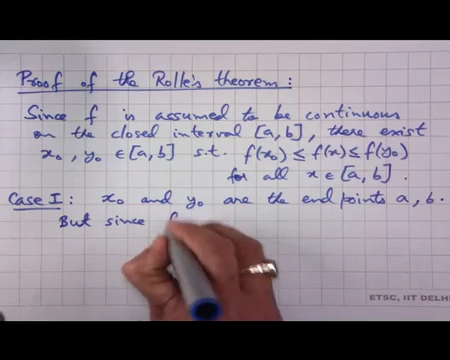 Proof of the Rolle's theorem:
Since f is assumed to be continuous
on the closed interval [a, b], there exist
x₀, y₀ ∈ [a, b] s.t. f(x₀) ≤ f(x) ≤ f(y₀)
for all x ∈ [a, b].
Case I: x₀ and y₀ are the end points a, b.
But since f
ETSC, IIT DELH